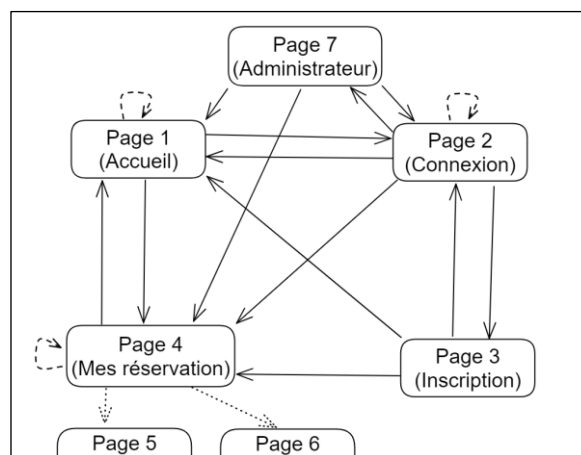 Page 7
(Administrateur)
Page 1
(Accueil)
Page 2
(Connexion)
Page 4
(Mes réservation)
Page 3
(Inscription)
Page 5
Page 6